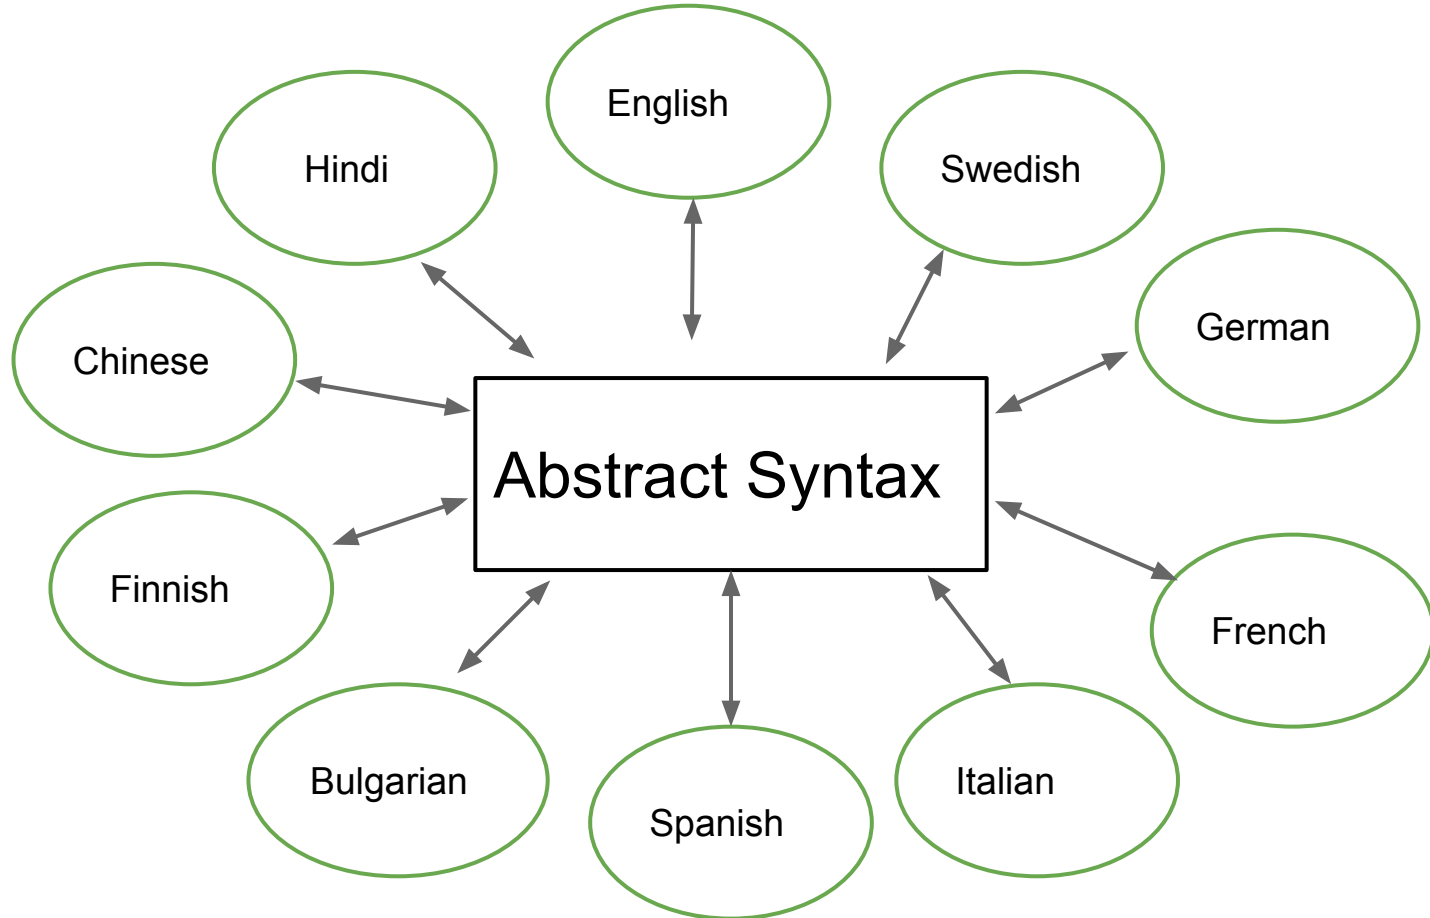 English
Hindi
Swedish
German
Chinese
Abstract Syntax
Finnish
French
Bulgarian
Italian
Spanish